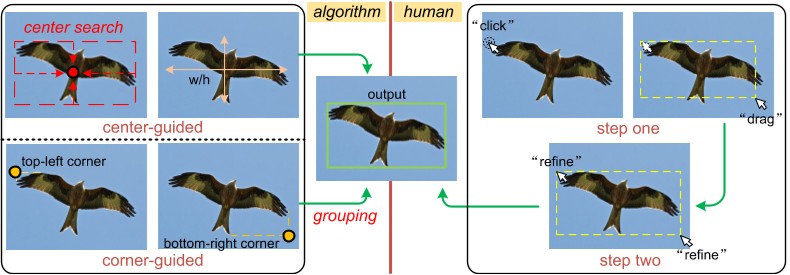 algorithm
human
center search
w/h
center-guided
top-left corner
bottom-right corner
corner-guided
grouping
output
“click”
“drag”
step one
“refine”
“refine”
step two